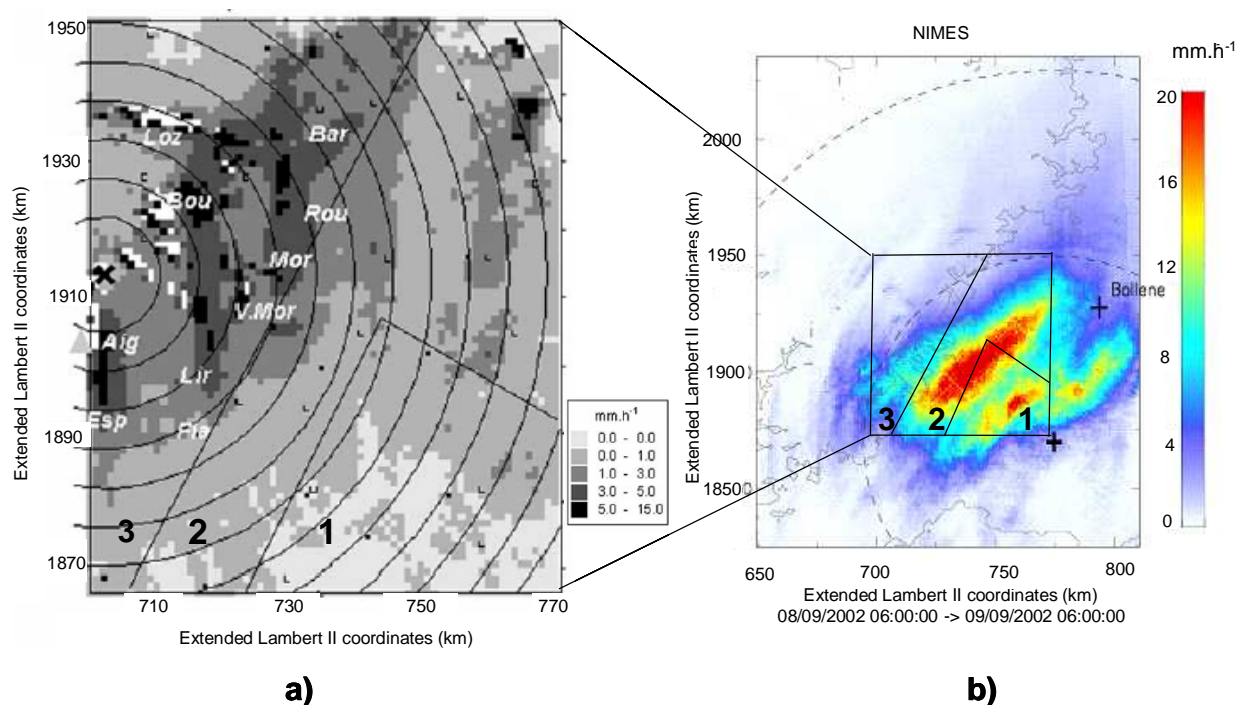 1950
1930
1910
1890
1870
Extended Lambert II coordinates (km)
Loz
Bar
Bou
Rou
Mor
V.Mor
Aig
Lir
Esp
3
2
1
710
730
750
770
Extended Lambert II coordinates (km)
mm.h-1
0.0 - 0.0
0.0 - 1.0
1.0 - 3.0
3.0 - 5.0
5.0 - 15.0
a)
NIMES
mm.h-1
2000
1950
1900
1850
Extended Lambert II coordinates (km)
Bollene
3
2
1
20
16
12
8
4
0
650
700
750
800
Extended Lambert II coordinates (km)
08/09/2002 06:00:00 -> 09/09/2002 06:00:00
b)